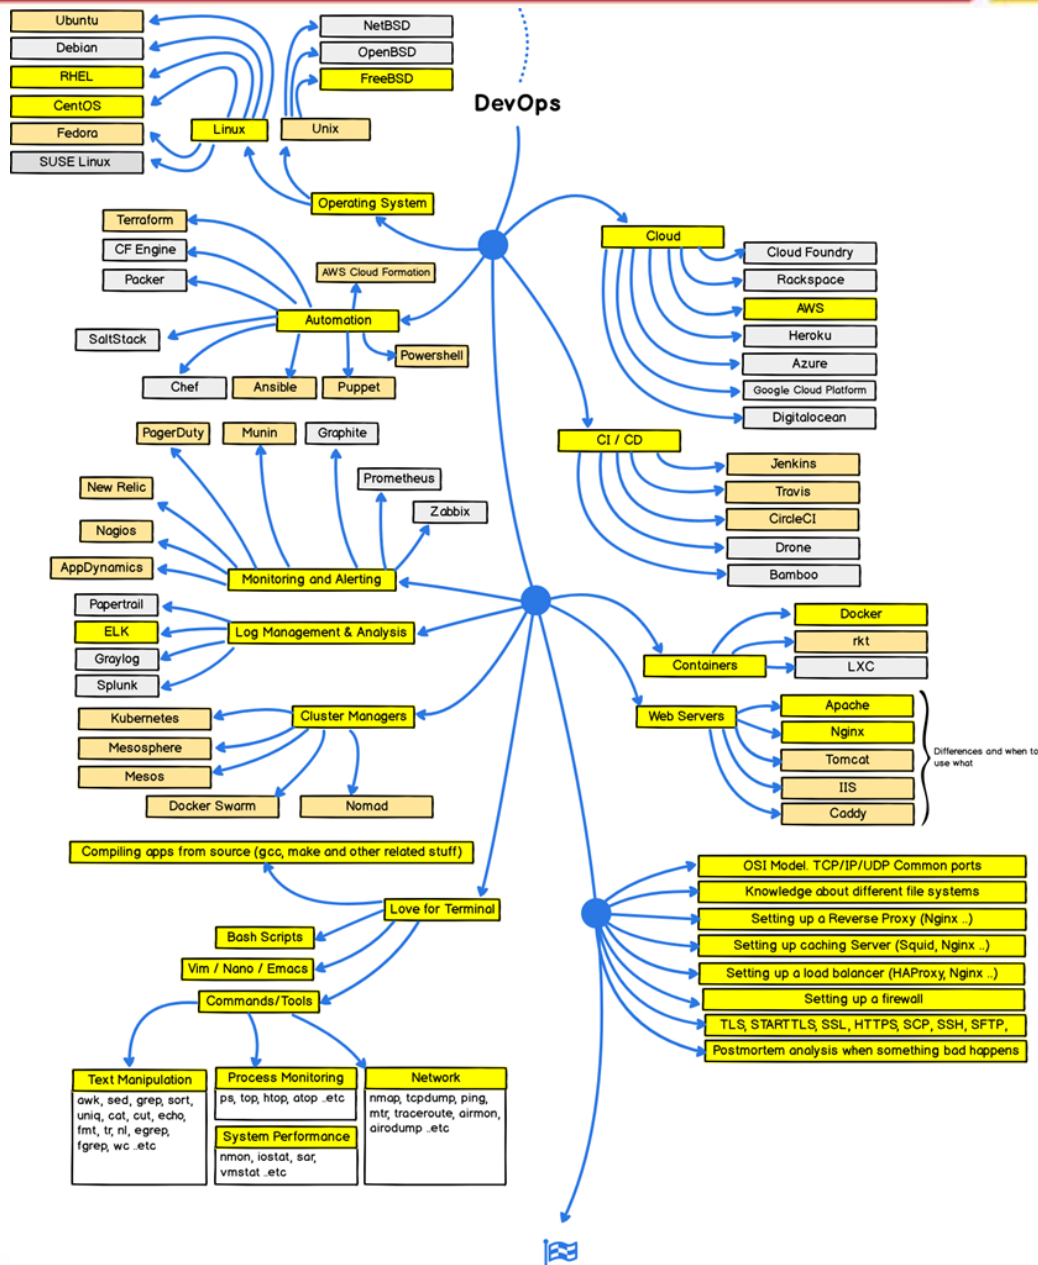 DevOps
Ubuntu
Debian
RHEL
CentOS
Fedora
SUSE Linux
Linux
NetBSD
OpenBSD
FreeBSD
Unix
Operating System
Terraform
CF Engine
Packer
SaltStack
Chef
Ansible
Puppet
Powershell
AWS Cloud Formation
Automation
Cloud
Cloud Foundry
Rackspace
AWS
Heroku
Azure
Google Cloud Platform
Digitalocean
CI / CD
Jenkins
Travis
CircleCI
Drone
Bamboo
PagerDuty
Munin
Graphite
Prometheus
Zabbix
New Relic
Nagios
AppDynamics
Monitoring and Alerting
Papertrail
ELK
Graylog
Splunk
Log Management & Analysis
Containers
Docker
rkt
LXC
Web Servers
Apache
Nginx
Tomcat
IIS
Caddy
Differences and when to
use what
Cluster Managers
Kubernetes
Mesosphere
Mesos
Docker Swarm
Nomad
Compiling apps from source (gcc, make and other related stuff)
Love for Terminal
Bash Scripts
Vim / Nano / Emacs
Commands/Tools
Text Manipulation
awk, sed, grep, sort,
uniq, cat, cut, echo,
fmt, tr, nl, egrep,
fgrep, wc ..etc
Process Monitoring
ps, top, htop, atop ..etc
System Performance
nmon, iostat, sar,
vmstat ..etc
Network
nmap, tcpdump, ping,
mtr, traceroute, airmon,
airodump ..etc
OSI Model. TCP/IP/UDP Common ports
Knowledge about different file systems
Setting up a Reverse Proxy (Nginx ..)
Setting up caching Server (Squid, Nginx ..)
Setting up a load balancer (HAProxy, Nginx ..)
Setting up a firewall
TLS, STARTTLS, SSL, HTTPS, SCP, SSH, SFTP,
Postmortem analysis when something bad happens